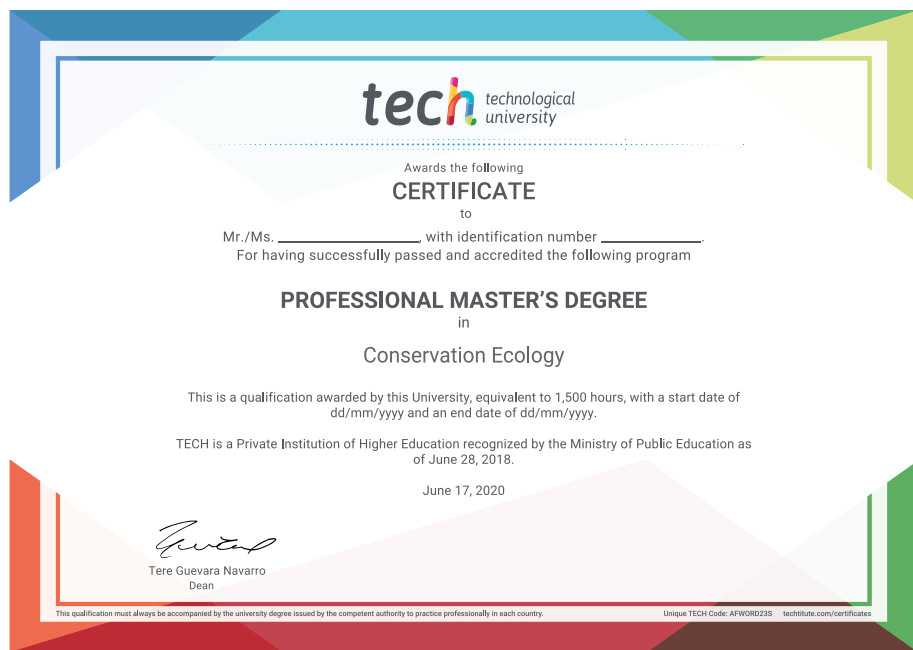 tech technological
university
Awards the following
CERTIFICATE
to
Mr./Ms. ____________________, with identification number ______________.
For having successfully passed and accredited the following program
PROFESSIONAL MASTER’S DEGREE
in
Conservation Ecology
This is a qualification awarded by this University, equivalent to 1,500 hours, with a start date of
dd/mm/yyyy and an end date of dd/mm/yyyy.
TECH is a Private Institution of Higher Education recognized by the Ministry of Public Education as
of June 28, 2018.
June 17, 2020
Tere Guevara Navarro
Dean
This qualification must always be accompanied by the university degree issued by the competent authority to practice professionally in each country.
Unique TECH Code: AFWORD23S techtitute.com/certificates